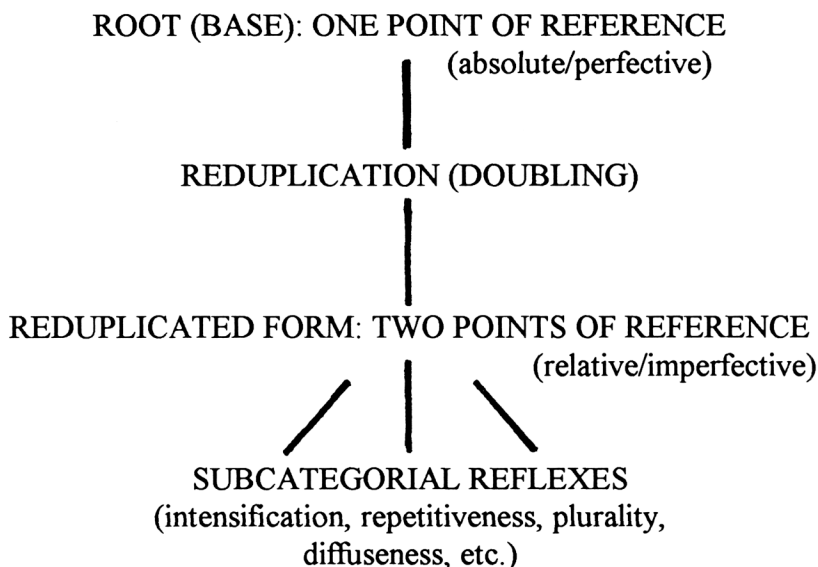 ROOT (BASE): ONE POINT OF REFERENCE
(absolute/perfective)
REDUPLICATION (DOUBLING)
REDUPLICATED FORM: TWO POINTS OF REFERENCE
(relative/imperfective)
SUBCATEGORIAL REFLEXES
(intensification, repetitiveness, plurality,
diffuseness, etc.)